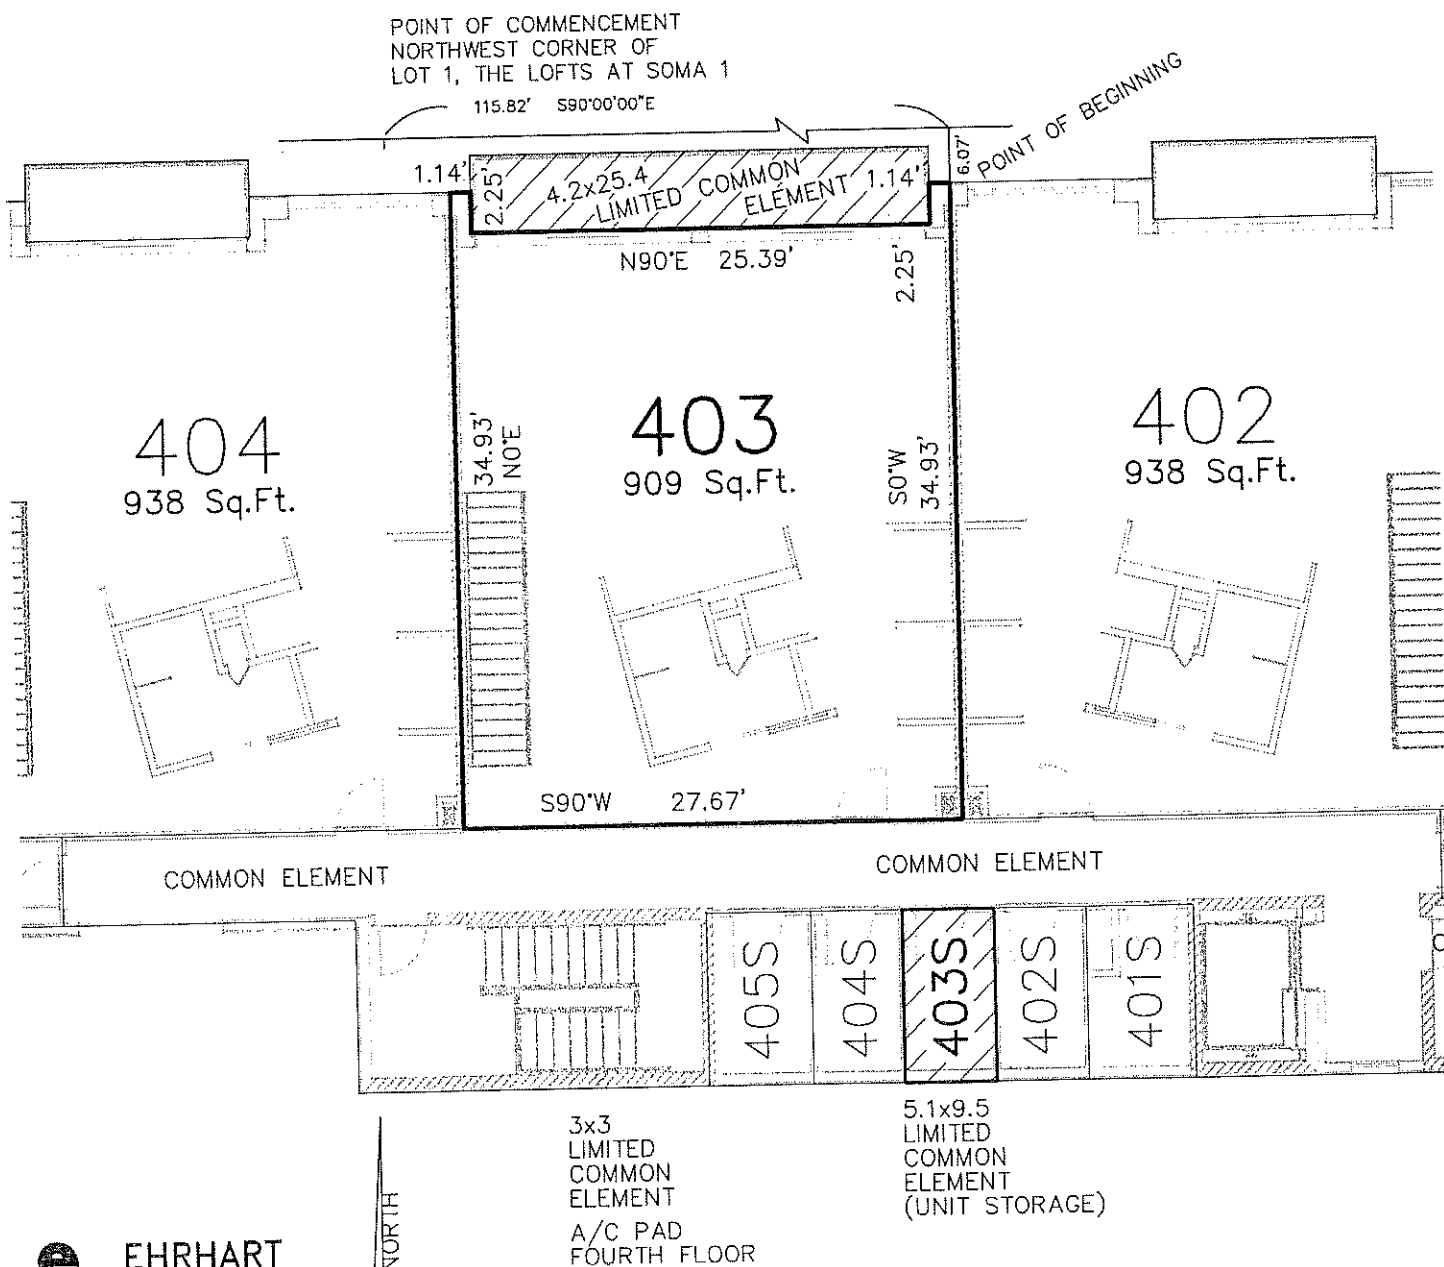 POINT OF COMMENCEMENT
NORTHWEST CORNER OF
LOT 1, THE LOFTS AT SOMA 1
115.82' S90°00'00"E
POINT OF BEGINNING
6.07'
1.14'
2.25'
4.2x25.4
LIMITED COMMON
ELEMENT
1.14'
N90°E 25.39'
2.25'
404
938 Sq.Ft.
34.93'
N0°E
403
909 Sq.Ft.
S0°W
34.93'
402
938 Sq.Ft.
S90°W 27.67'
COMMON ELEMENT
COMMON ELEMENT
405S
404S
403S
402S
401S
3x3
LIMITED
COMMON
ELEMENT
A/C PAD
FOURTH FLOOR
5.1x9.5
LIMITED
COMMON
ELEMENT
(UNIT STORAGE)
NORTH
e
EHRHART